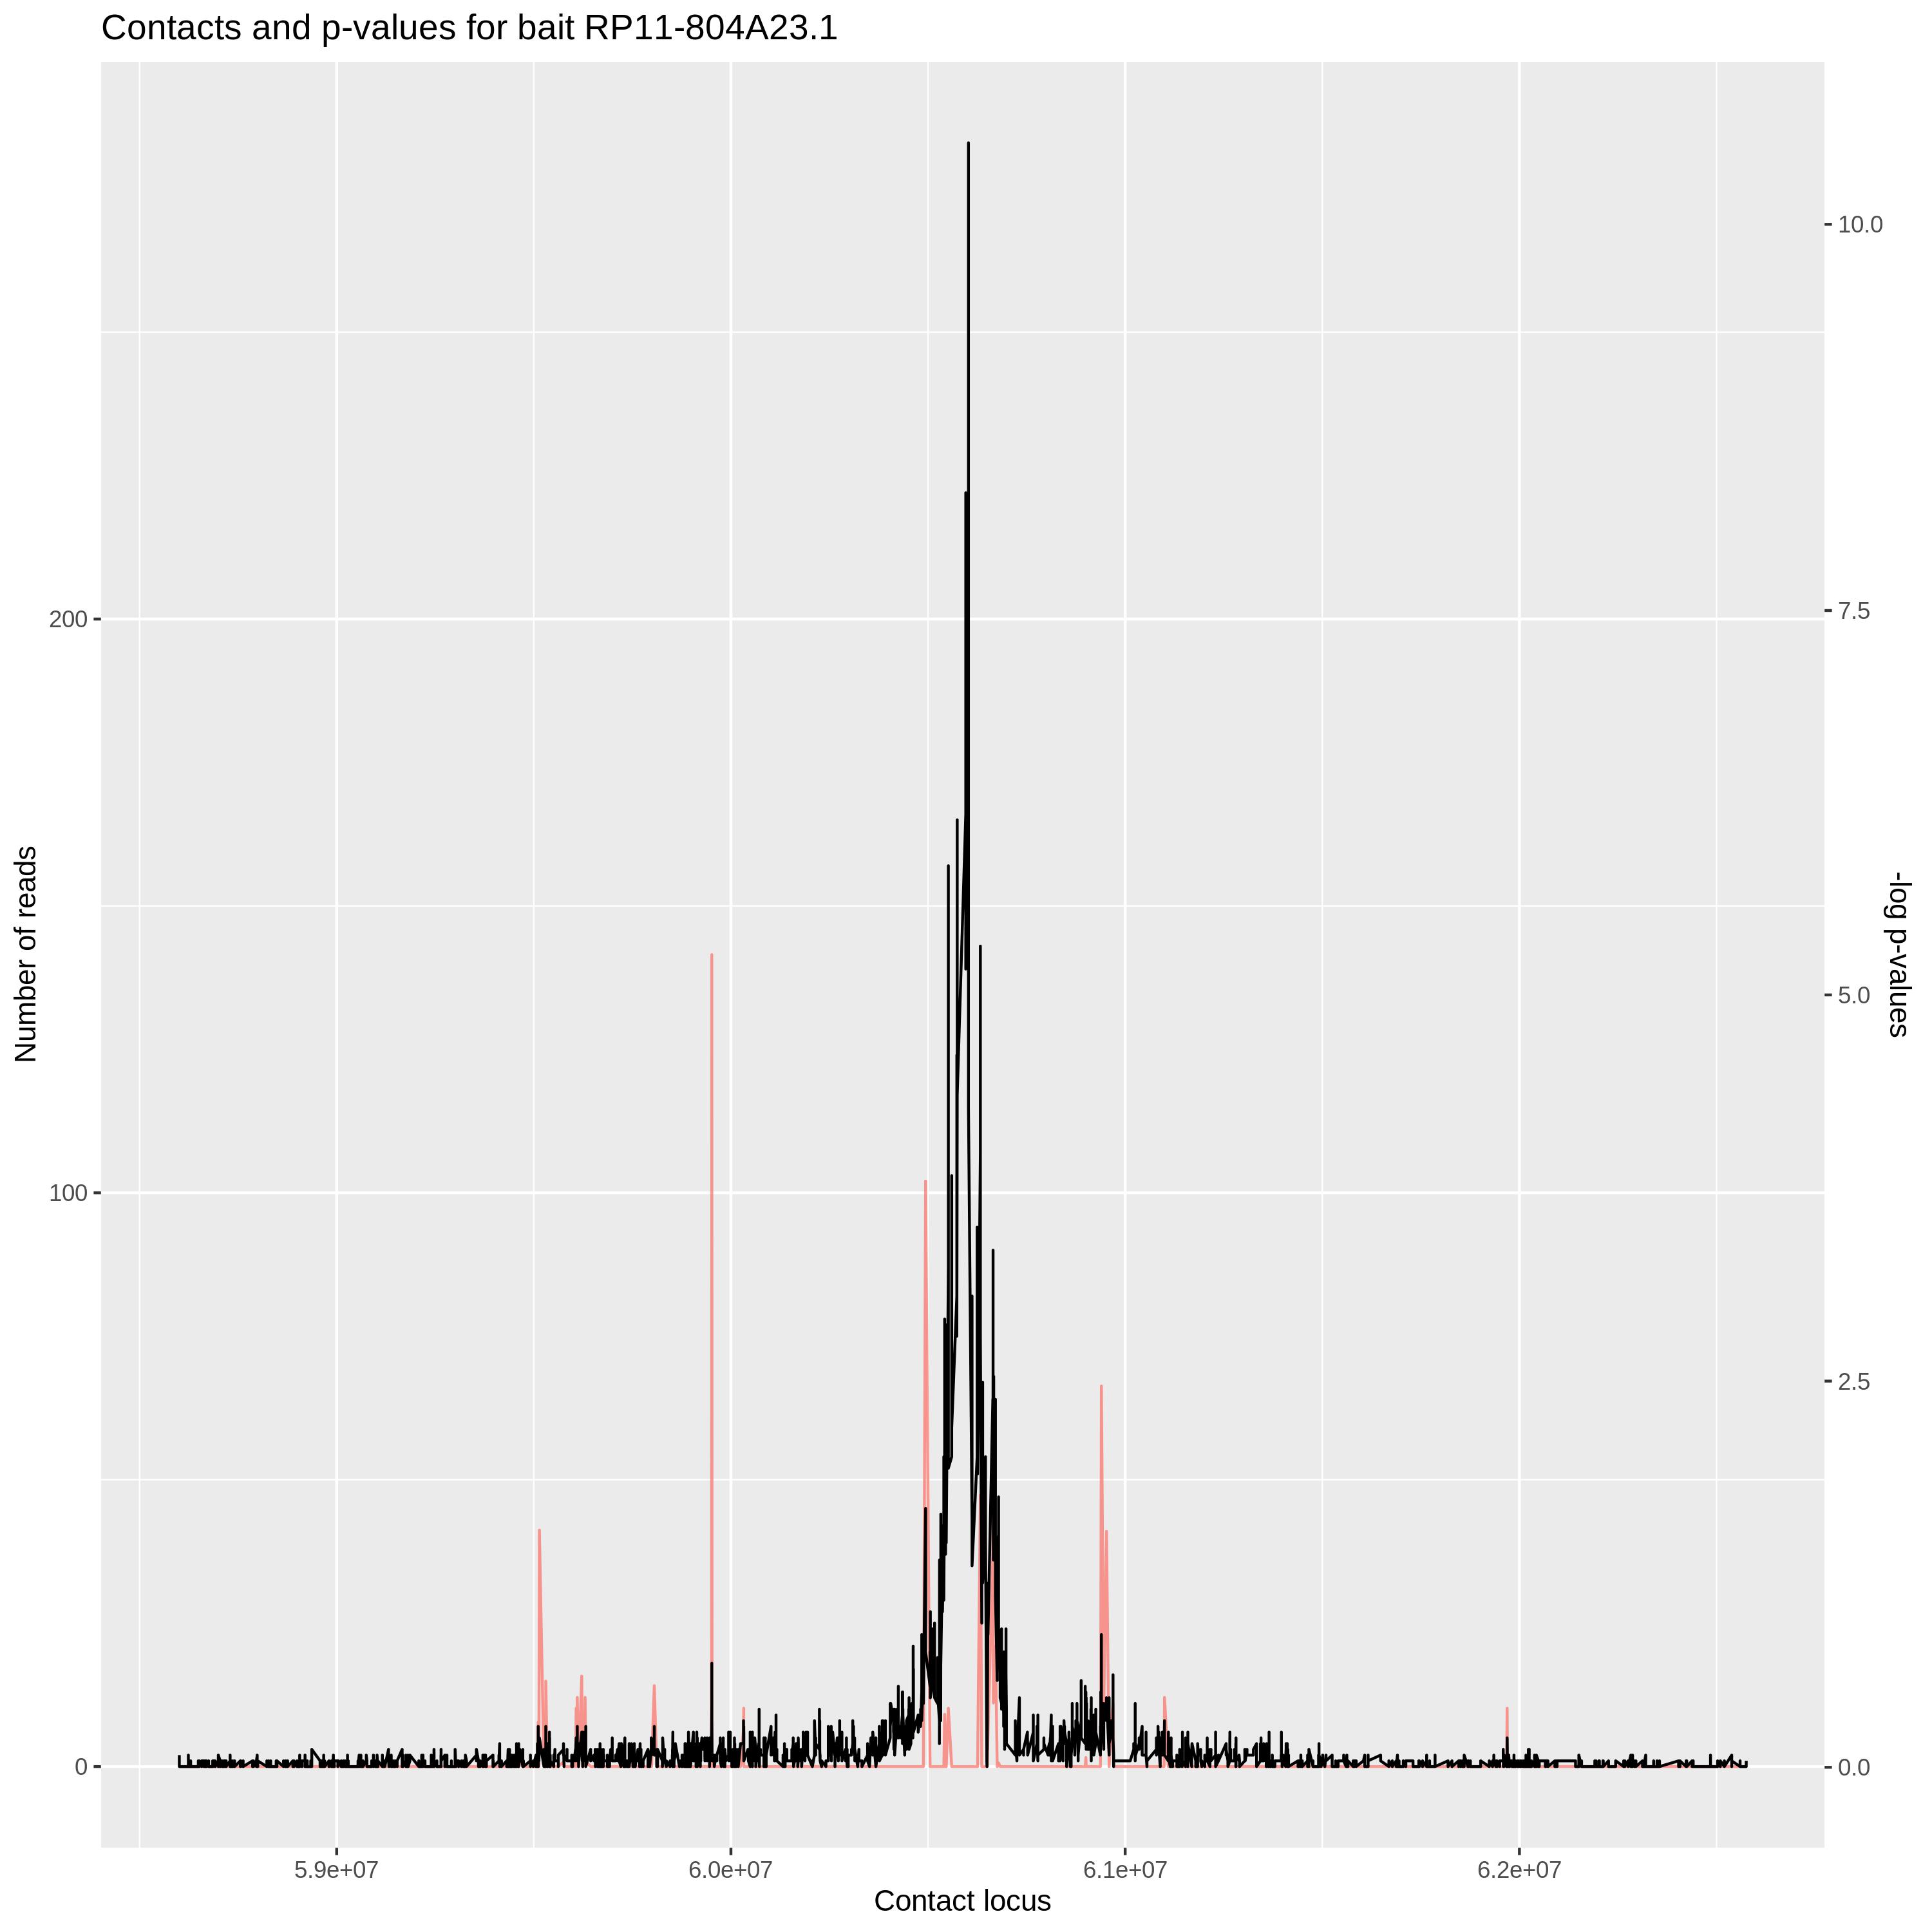 Contacts and p-values for bait RP11-804A23.1
Number of reads
200
100
0
10.0
7.5
5.0
2.5
0.0
-log p-values
5.9e+07
6.0e+07
6.1e+07
6.2e+07
Contact locus